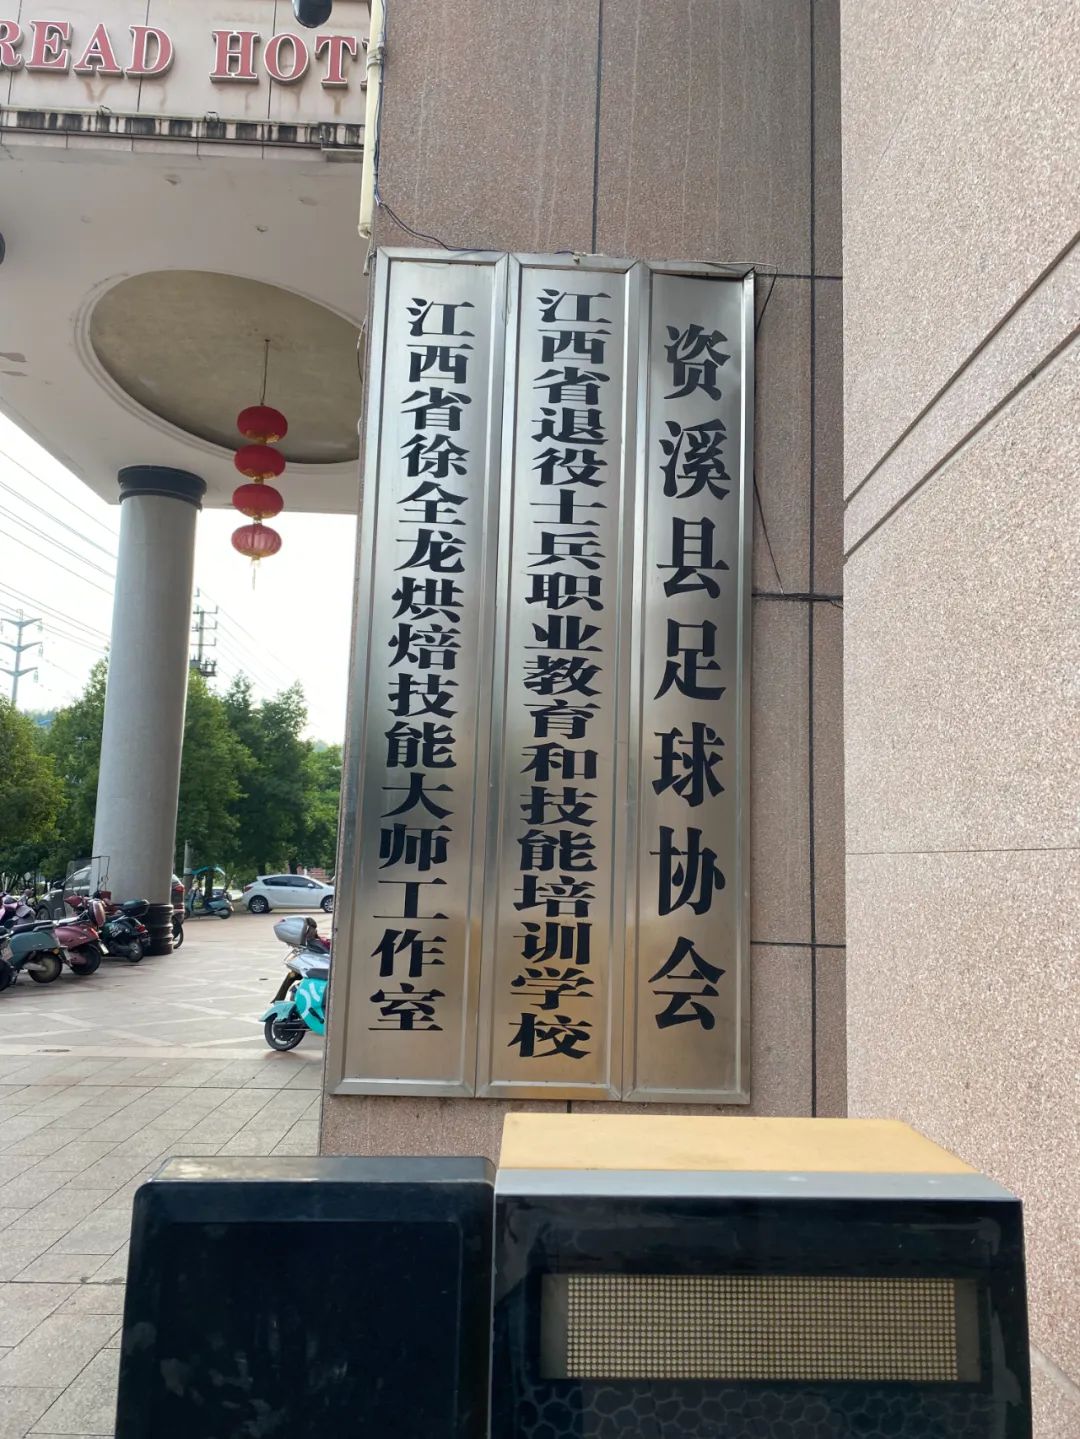 READ HOT
江西省徐全龙烘焙技能大师工作室
江西省退役士兵职业教育和技能培训学校
资溪县足球协会